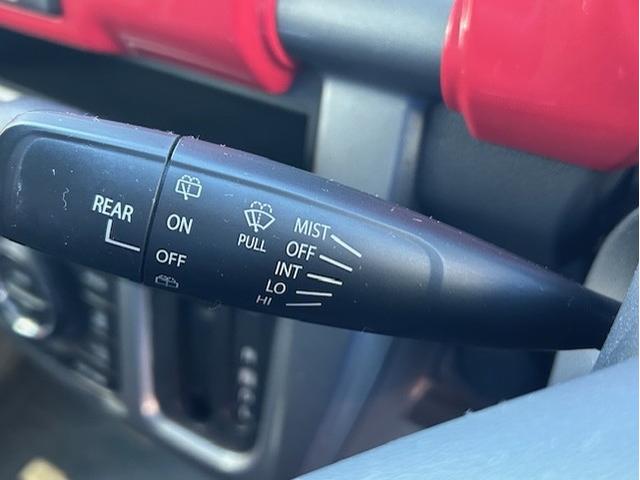 REAR
ON
OFF
PULL
MIST
OFF
INT
LO
HI